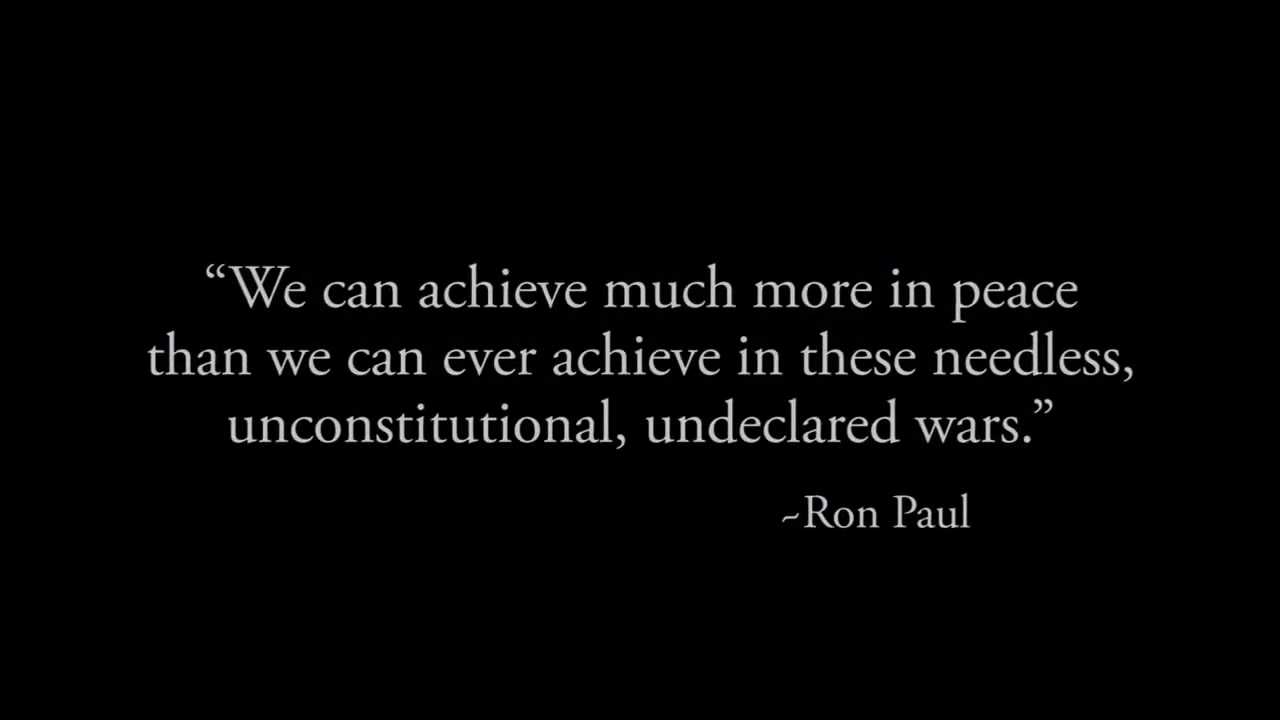 “We can achieve much more in peace
than we can ever achieve in these needless,
unconstitutional, undeclared wars.”
~Ron Paul